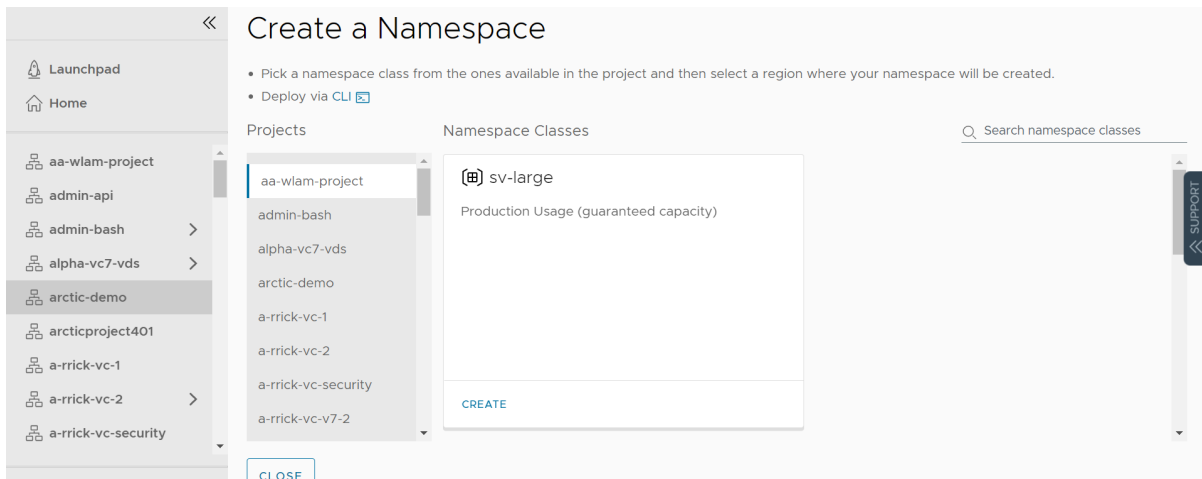 Launchpad
Home
aa-wlam-project
admin-api
admin-bash
alpha-vc7-vds
arctic-demo
arcticproject401
a-rrick-vc-1
a-rrick-vc-2
a-rrick-vc-security
Create a Namespace
• Pick a namespace class from the ones available in the project and then select a region where your namespace will be created.
• Deploy via CLI
Projects
aa-wlam-project
admin-bash
alpha-vc7-vds
arctic-demo
a-rrick-vc-1
a-rrick-vc-2
a-rrick-vc-security
a-rrick-vc-v7-2
Namespace Classes
Search namespace classes
sv-large
Production Usage (guaranteed capacity)
CREATE
CLOSE
SUPPORT